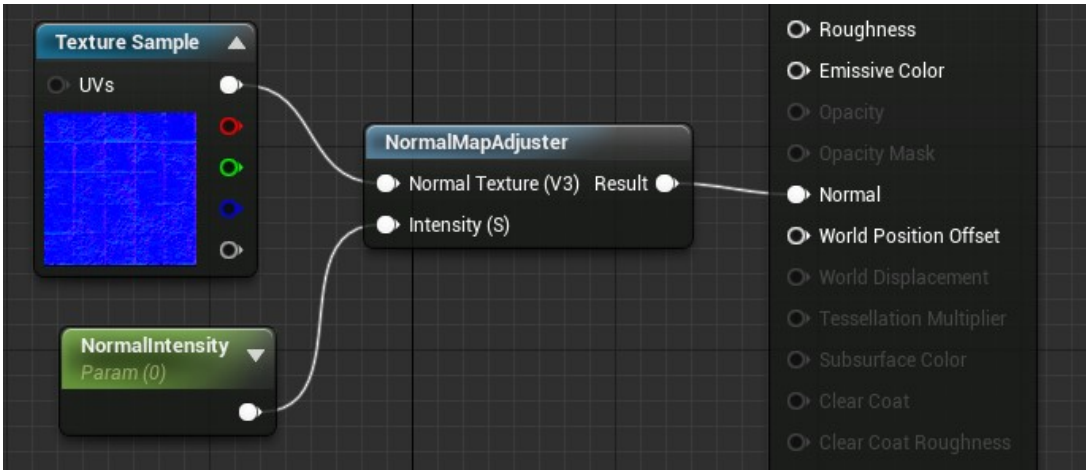 Texture Sample
UVs
NormalIntensity
Param (0)
NormalMapAdjuster
Normal Texture (V3) Result
Intensity (S)
Roughness
Emissive Color
Opacity
Opacity Mask
Normal
World Position Offset
World Displacement
Tessellation Multiplier
Subsurface Color
Clear Coat
Clear Coat Roughness